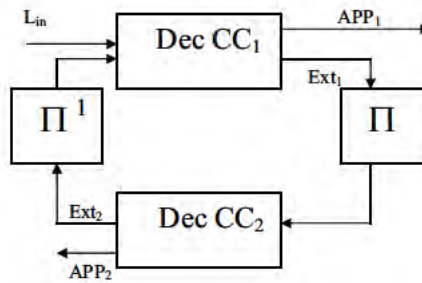 L_in
Dec CC_1
APP_1
Ext_1
Π ^1
Π
Dec CC_2
Ext_2
APP_2